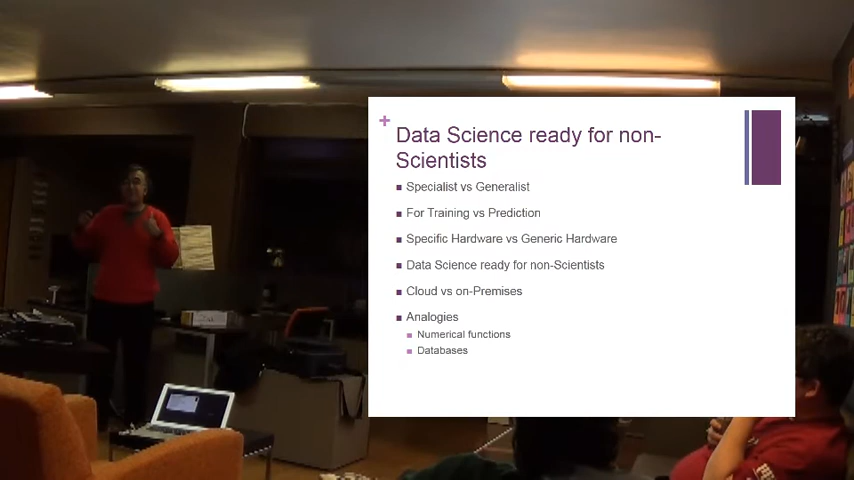 +
Data Science ready for non-
Scientists
Specialist vs Generalist
For Training vs Prediction
Specific Hardware vs Generic Hardware
Data Science ready for non-Scientists
Cloud vs on-Premises
Analogies
Numerical functions
Databases